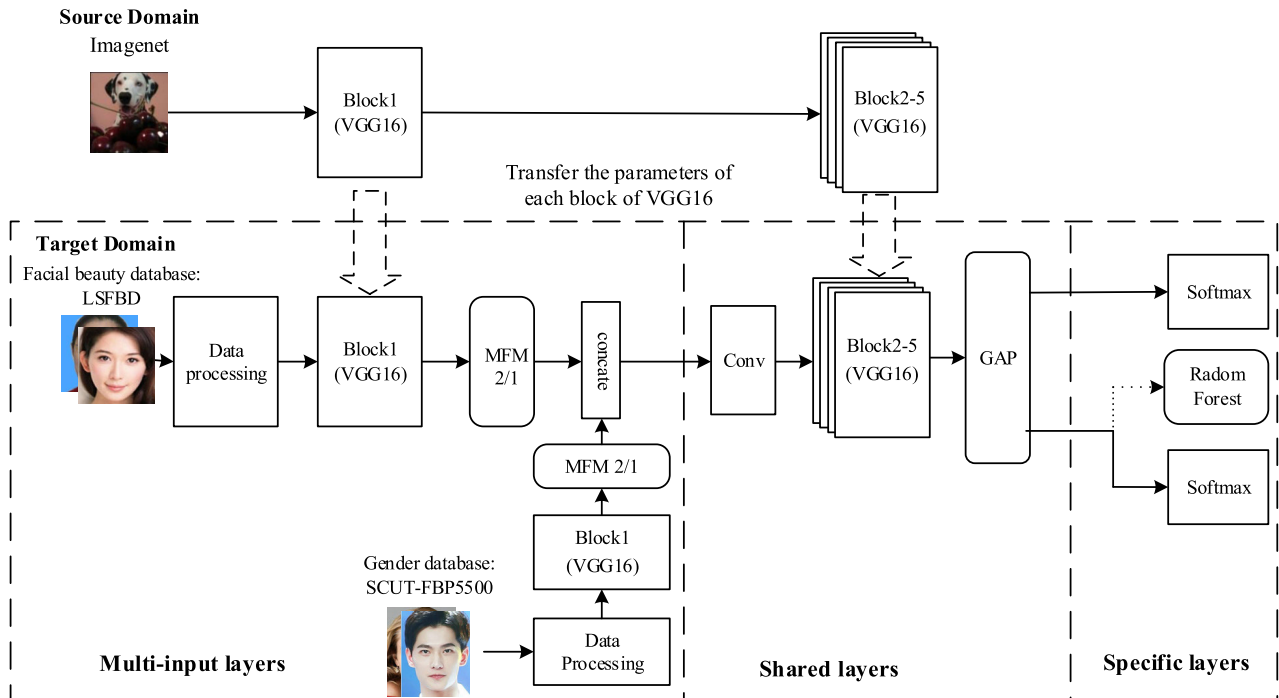 Source Domain
Imagenet
Block1
(VGG16)
Block2-5
(VGG16)
Transfer the parameters of
each block of VGG16
Target Domain
Facial beauty database:
LSFBD
Data
processing
Block1
(VGG16)
MFM
2/1
concate
Conv
Block2-5
(VGG16)
GAP
Softmax
Radom
Forest
Softmax
MFM 2/1
Block1
(VGG16)
Gender database:
SCUT-FBP5500
Data
Processing
Multi-input layers
Shared layers
Specific layers